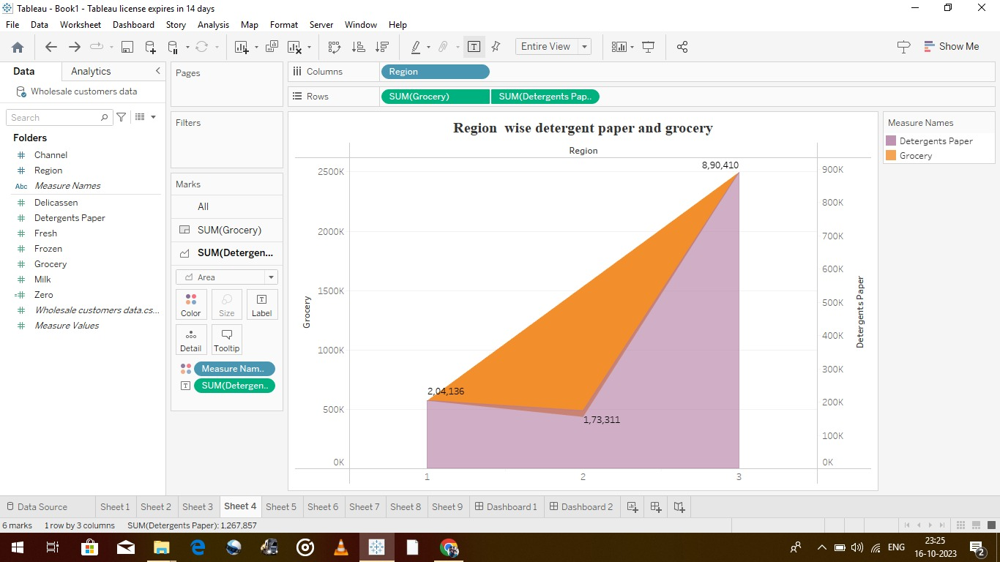 Tableau - Book1 - Tableau license expires in 14 days
File Data Worksheet Dashboard Story Analysis Map Format Server Window Help
Entire View
Show Me
Data Analytics
Wholesale customers data
Search
Folders
Channel
Region
Abc Measure Names
Delicassen
Detergents Paper
Fresh
Frozen
Grocery
Milk
Zero
Wholesale customers data.cs...
Measure Values
Pages
Filters
Marks
All
SUM(Grocery)
SUM(Detergen...
Area
Color Size Label
Detail Tooltip
Measure Nam..
SUM(Detergen..
Columns Region
Rows SUM(Grocery) SUM(Detergents Pap..
Region  wise detergent paper and grocery
Region
Grocery
2500K
2000K
1500K
1000K
500K
0K
8,90,410
2,04,136
1,73,311
1 2 3
900K
800K
700K
600K
500K
400K
300K
200K
100K
0K
Detergents Paper
Measure Names
Detergents Paper
Grocery
Data Source Sheet 1 Sheet 2 Sheet 3 Sheet 4 Sheet 5 Sheet 6 Sheet 7 Sheet 8 Sheet 9 Dashboard 1 Dashboard 2
6 marks 1 row by 3 columns SUM(Detergents Paper): 1,267,857
ENG
23:25
16-10-2023
2